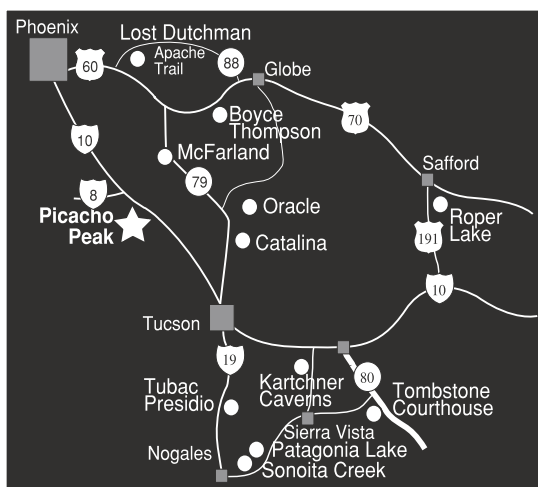 Phoenix
Lost Dutchman
Apache
Trail
60
88
Globe
Boyce
Thompson
70
10
McFarland
79
Safford
8
Picacho
Peak
Oracle
Roper
Lake
Catalina
191
10
Tucson
19
Kartchner
Caverns
80
Tubac
Presidio
Tombstone
Courthouse
Sierra Vista
Nogales
Patagonia Lake
Sonoita Creek